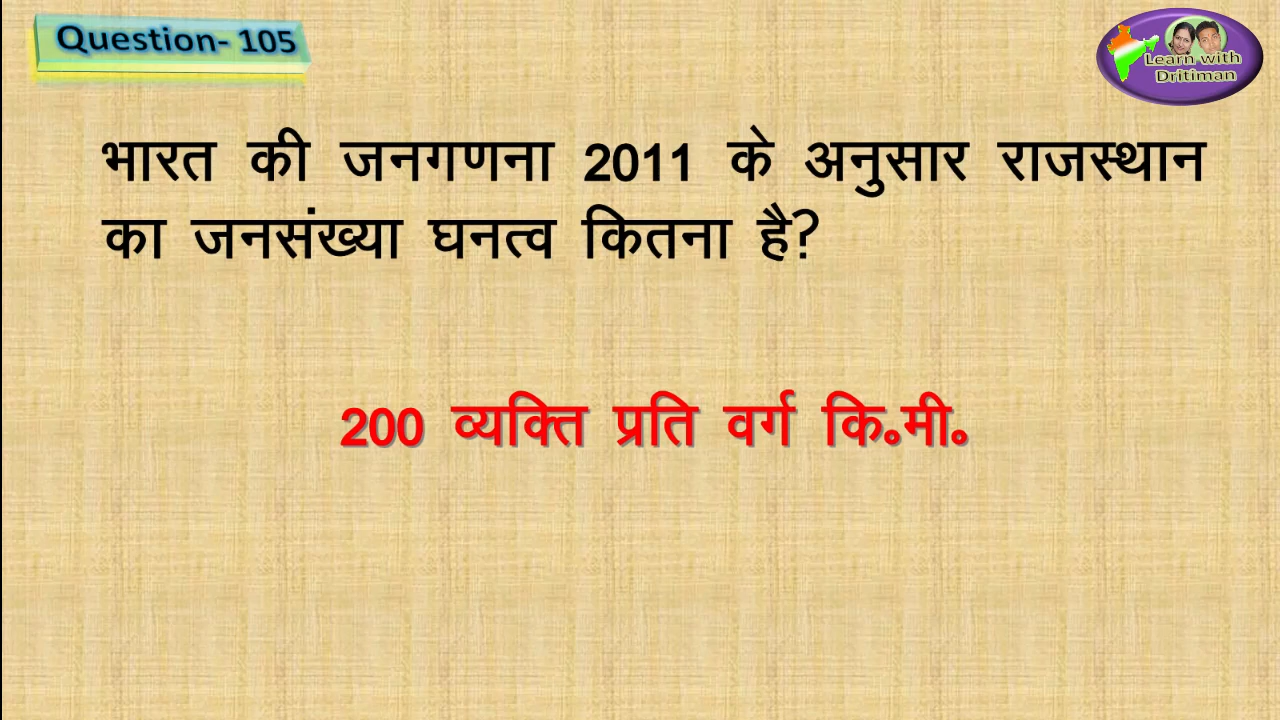 Question- 105
Learn with
Dritiman
भारत की जनगणना 2011 के अनुसार राजस्थान
का जनसंख्या घनत्व कितना है?
200 व्यक्ति प्रति वर्ग कि॰मी॰